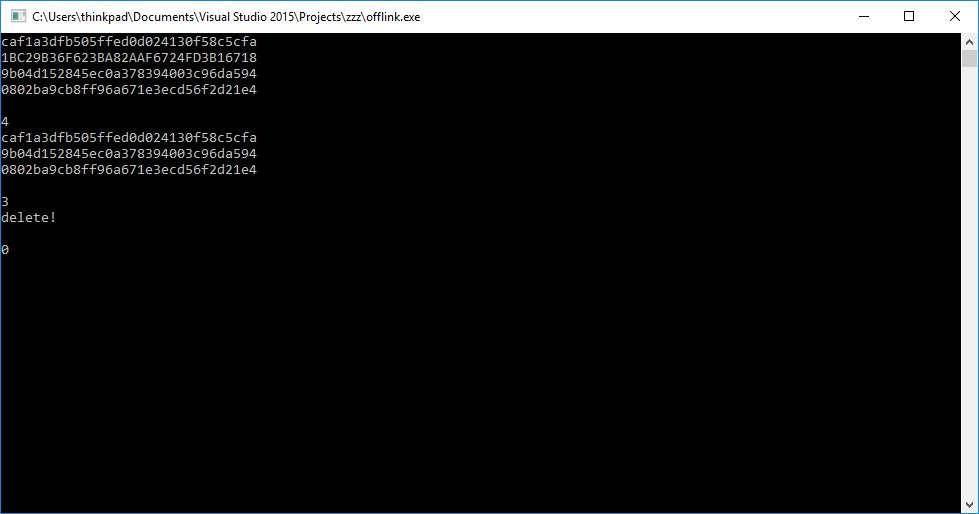 C:\Users\thinkpad\Documents\Visual Studio 2015\Projects\zzz\offlink.exe
caf1a3dfb505ffed0d024130f58c5cfa
1BC29B36F623BA82AAF6724FD3B16718
9b04d152845ec0a378394003c96da594
0802ba9cb8ff96a671e3ecd56f2d21e4
4
caf1a3dfb505ffed0d024130f58c5cfa
9b04d152845ec0a378394003c96da594
0802ba9cb8ff96a671e3ecd56f2d21e4
3
delete!
0